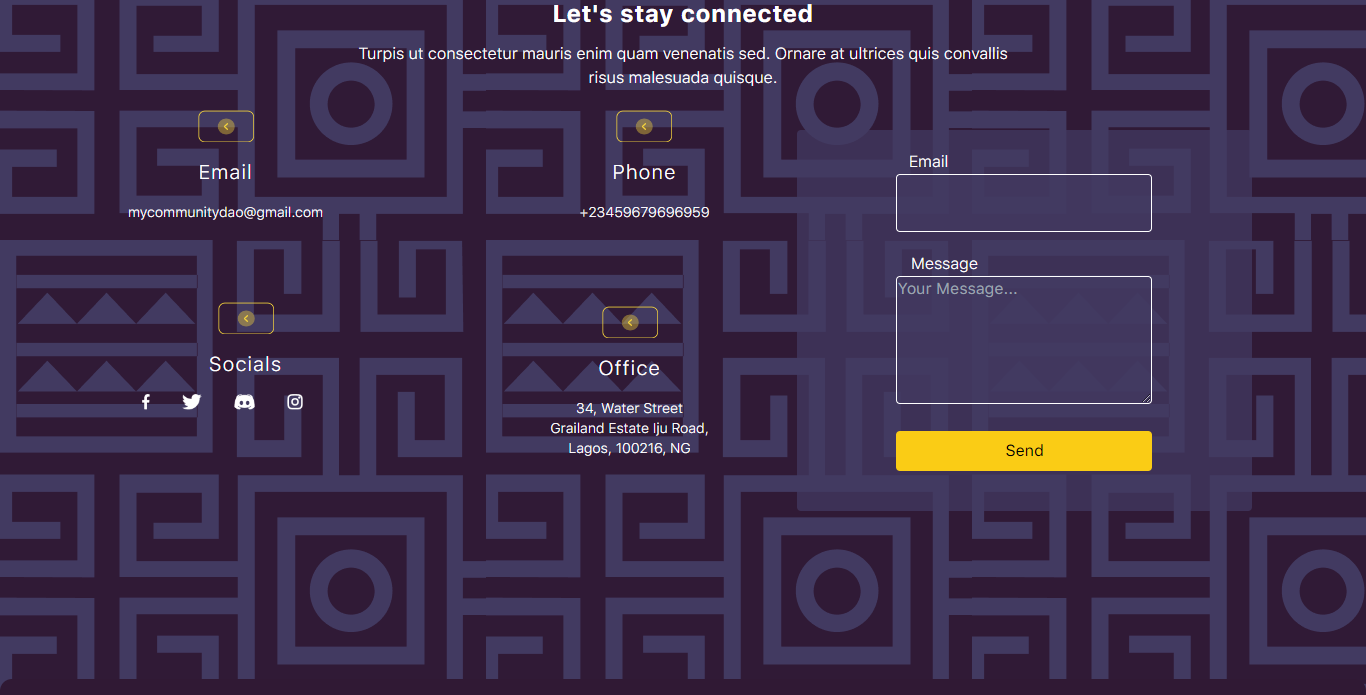 Let's stay connected
Turpis ut consectetur mauris enim quam venenatis sed. Ornare at ultrices quis convallis
risus malesuada quisque.
Email
mycommunitydao@gmail.com
Phone
+23459679696959
Socials
Office
34, Water Street
Grailand Estate Iju Road,
Lagos, 100216, NG
Email
Message
Your Message...
Send